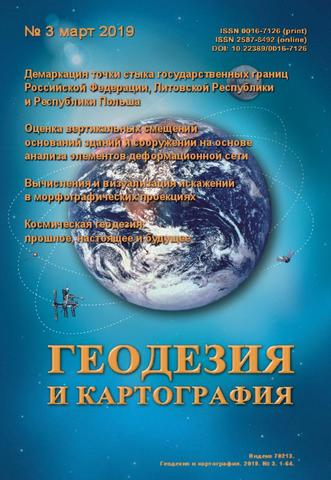 № 3 март 2019
ISSN 0016-7126 (print)
ISSN 2587-8492 (online)
DOI: 10.22389/0016-7126
Демаркация точки стыка государственных границ
Российской Федерации, Литовской Республики
и Республики Польша
Оценка вертикальных смещений
оснований зданий и сооружений на основе
анализа элементов деформационной сети
Вычисления и визуализация искажений
в морфографических проекциях
Космическая геодезия:
прошлое, настоящее и будущее
ГЕОДЕЗИЯ
И КАРТОГРАФИЯ
Индекс 70213.
Геодезия и картография. 2019. № 3. 1-64.